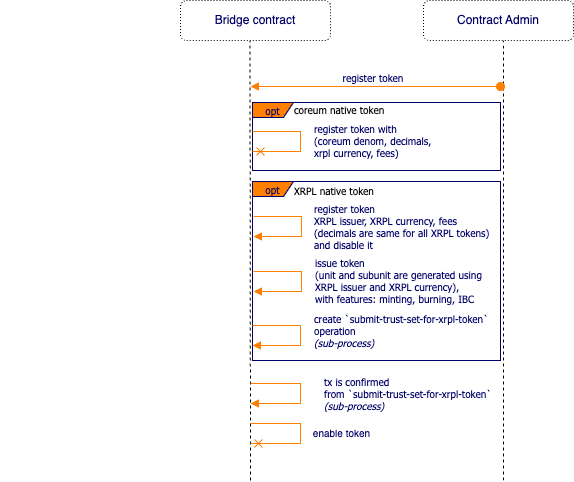 Bridge contract
Contract Admin
register token
opt
coreum native token
register token with
(coreum denom, decimals,
xrpl currency, fees)
opt
XRPL native token
register token
XRPL issuer, XRPL currency, fees
(decimals are same for all XRPL tokens)
and disable it
issue token
(unit and subunit are generated using
XRPL issuer and XRPL currency),
with features: minting, burning, IBC
create `submit-trust-set-for-xrpl-token`
operation
(sub-process)
tx is confirmed
from `submit-trust-set-for-xrpl-token`
(sub-process)
enable token